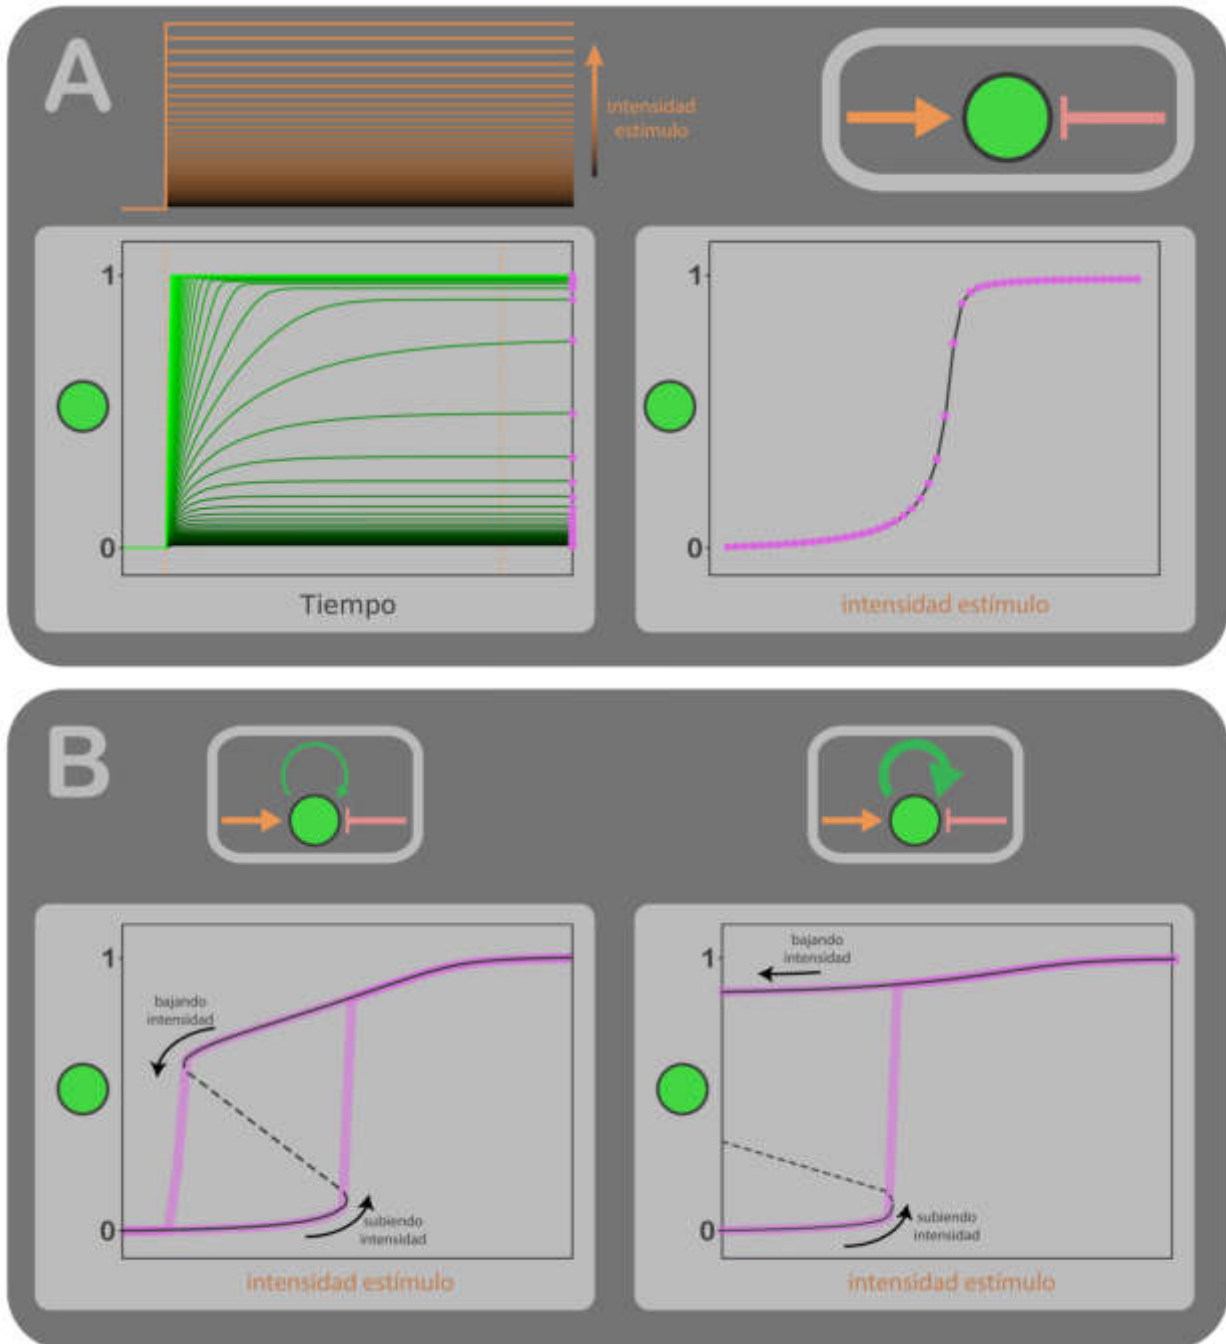 A
intensidad
estímulo
1
0
Tiempo
1
0
intensidad estímulo
B
1
bajando
intensidad
0
subiendo
intensidad
intensidad estímulo
1
bajando
intensidad
0
subiendo
intensidad
intensidad estímulo